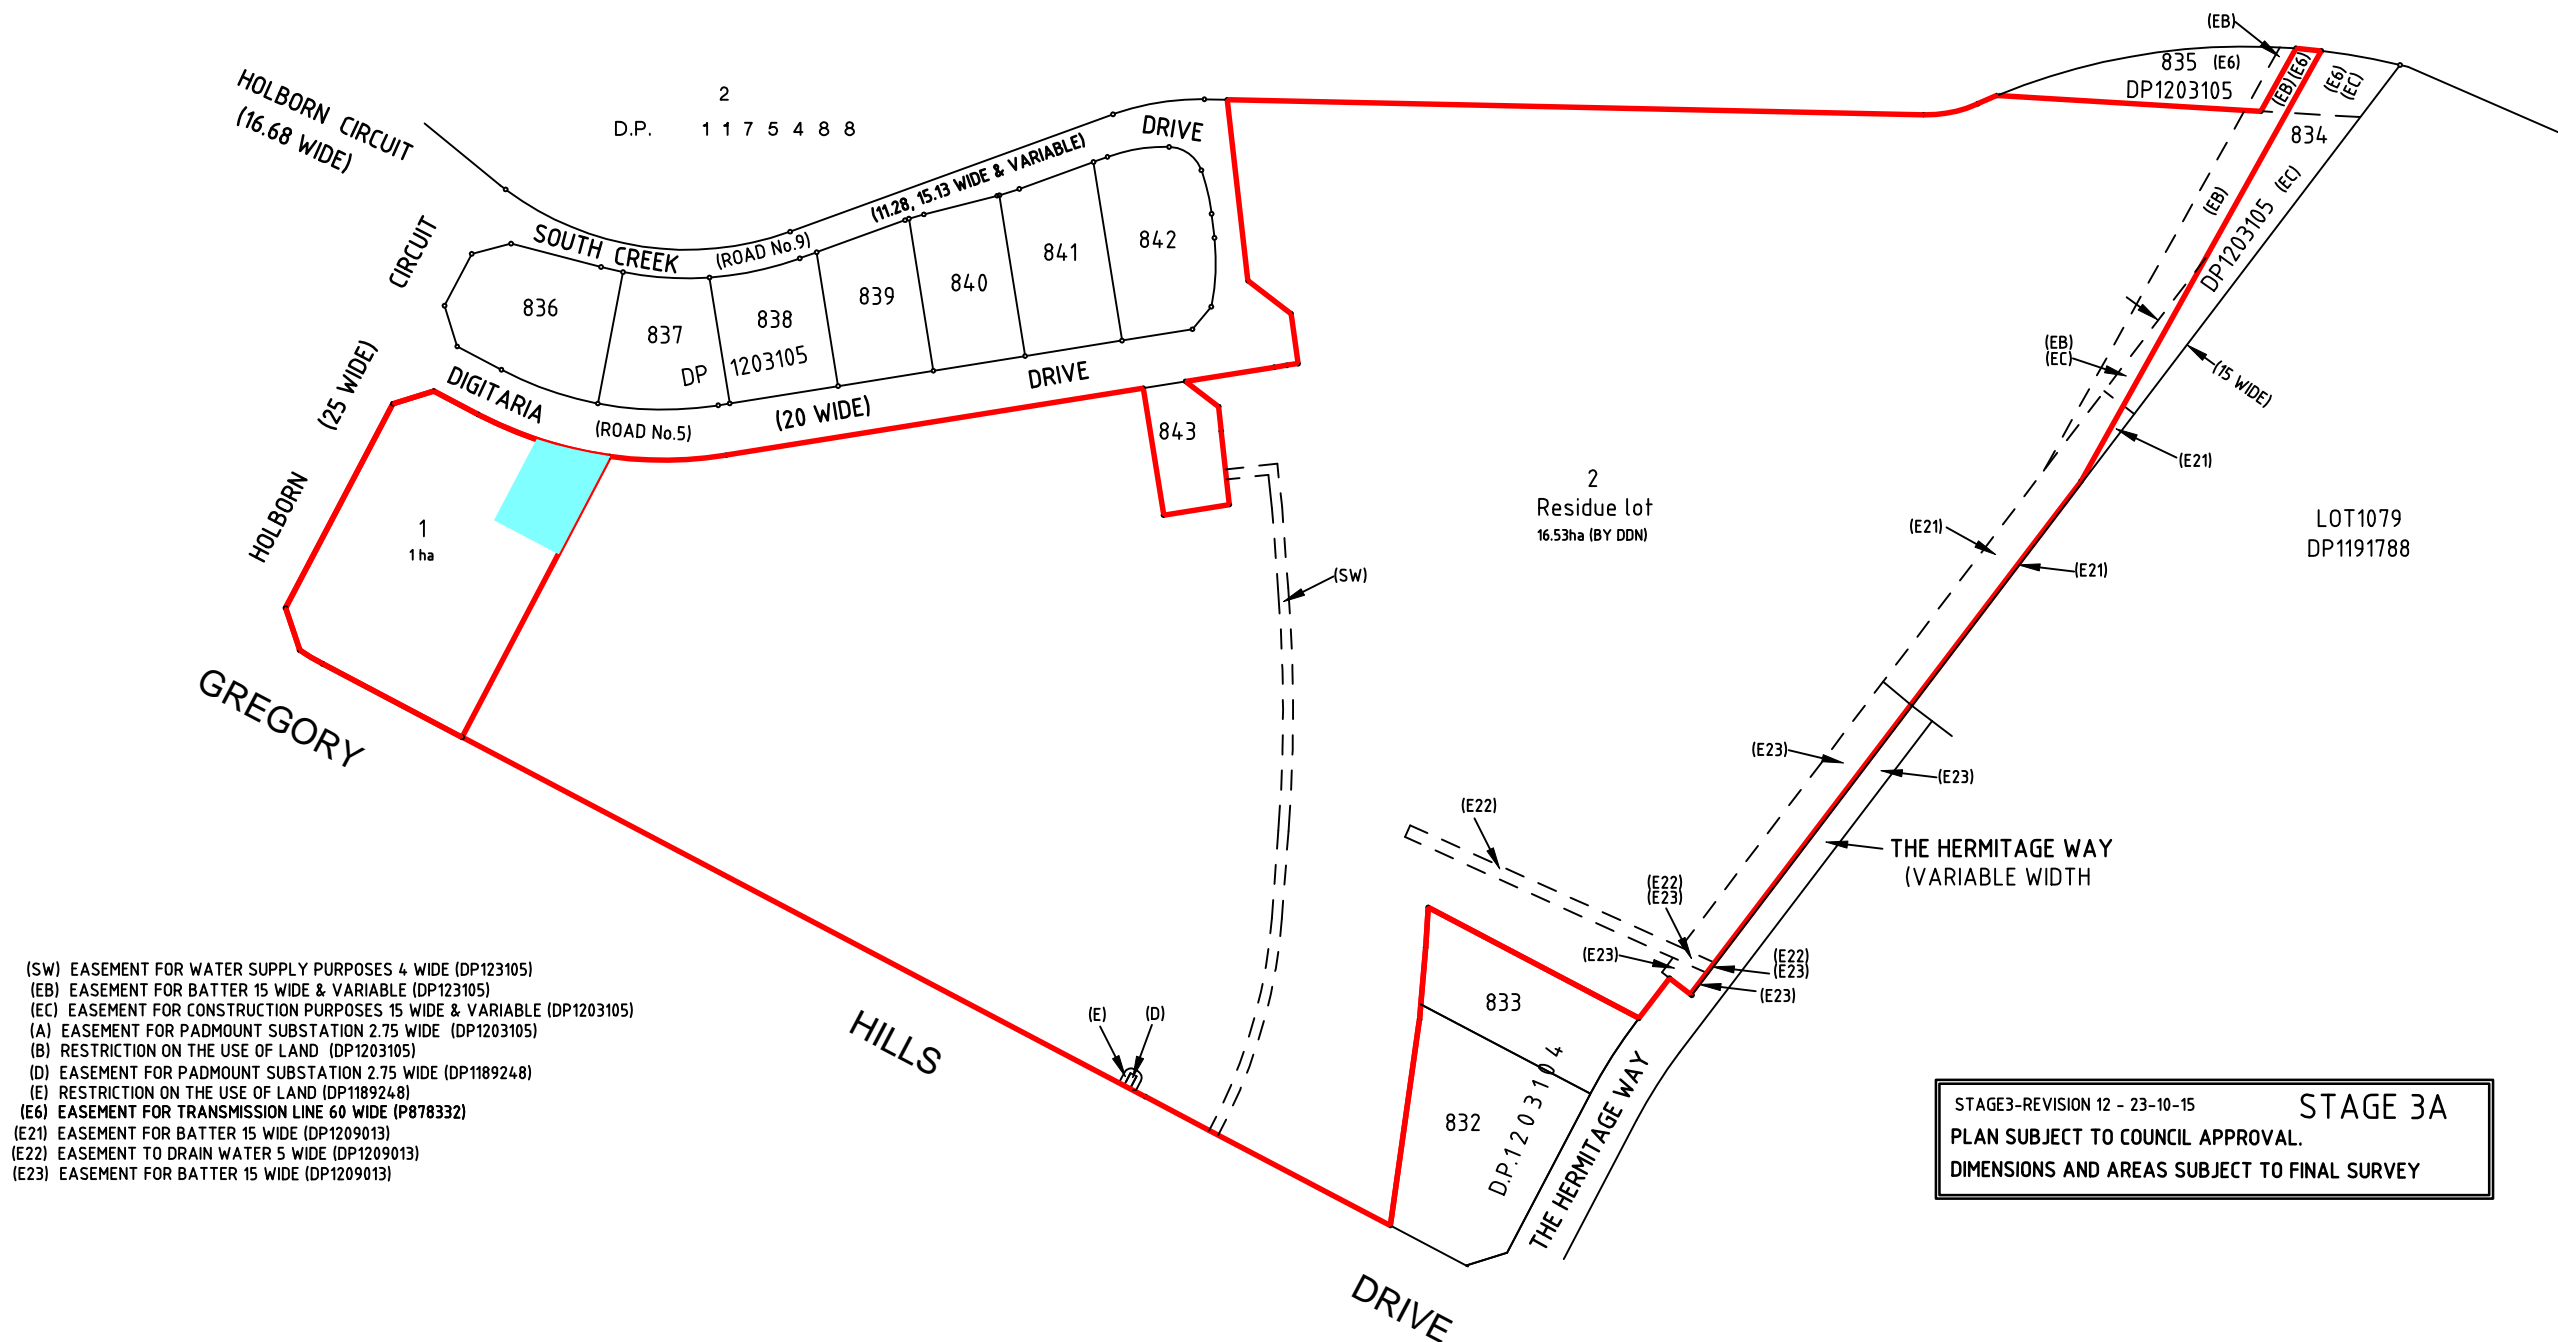 HOLBORN CIRCUIT
(16.68 WIDE)
2
D.P. 1175488
(EB)
835 (E6)
DP1203105
(EB)(E6)
(E6)
(EC)
834
DRIVE
(11.28, 15.13 WIDE & VARIABLE)
SOUTH CREEK
(ROAD No.9)
CIRCUIT
(25 WIDE)
HOLBORN
836
837
838
839
840
841
842
DP 1203105
DIGITARIA
(ROAD No.5)
(20 WIDE)
DRIVE
843
(EB)
(EC)
DP1203105
(EB)
(EC)
(15 WIDE)
(E21)
2
Residue lot
16.53ha (BY DDN)
(E21)
(E21)
LOT1079
DP1191788
1
1 ha
(SW)
GREGORY
(E23)
(E23)
(E22)
THE HERMITAGE WAY
(VARIABLE WIDTH
(E22)
(E23)
(E23)
(E22)
(E23)
(E23)
833
832
D.P.1203104
THE HERMITAGE WAY
(E)
(D)
HILLS
DRIVE
(SW) EASEMENT FOR WATER SUPPLY PURPOSES 4 WIDE (DP123105)
(EB) EASEMENT FOR BATTER 15 WIDE & VARIABLE (DP123105)
(EC) EASEMENT FOR CONSTRUCTION PURPOSES 15 WIDE & VARIABLE (DP1203105)
(A) EASEMENT FOR PADMOUNT SUBSTATION 2.75 WIDE (DP1203105)
(B) RESTRICTION ON THE USE OF LAND (DP1203105)
(D) EASEMENT FOR PADMOUNT SUBSTATION 2.75 WIDE (DP1189248)
(E) RESTRICTION ON THE USE OF LAND (DP1189248)
(E6) EASEMENT FOR TRANSMISSION LINE 60 WIDE (P878332)
(E21) EASEMENT FOR BATTER 15 WIDE (DP1209013)
(E22) EASEMENT TO DRAIN WATER 5 WIDE (DP1209013)
(E23) EASEMENT FOR BATTER 15 WIDE (DP1209013)
STAGE3-REVISION 12 - 23-10-15 STAGE 3A
PLAN SUBJECT TO COUNCIL APPROVAL.
DIMENSIONS AND AREAS SUBJECT TO FINAL SURVEY